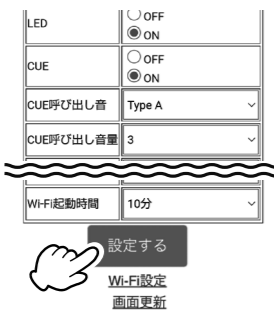 LED
OFF
ON
CUE
OFF
ON
CUE呼び出し音 Type A
CUE呼び出し音量 3
Wi-Fi起動時間 10分
設定する
Wi-Fi設定
画面更新